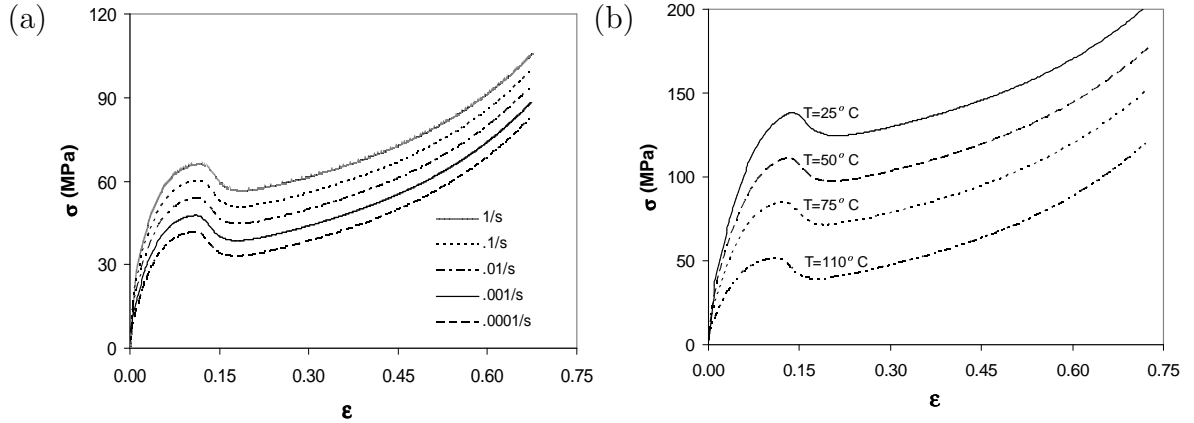 (a)
120
90
60
30
0
σ (MPa)
0.00 0.15 0.30 0.45 0.60 0.75
ε
1/s
.1/s
.01/s
.001/s
.0001/s
(b)
200
150
100
50
0
σ (MPa)
T=25° C
T=50° C
T=75° C
T=110° C
0.00 0.15 0.30 0.45 0.60 0.75
ε